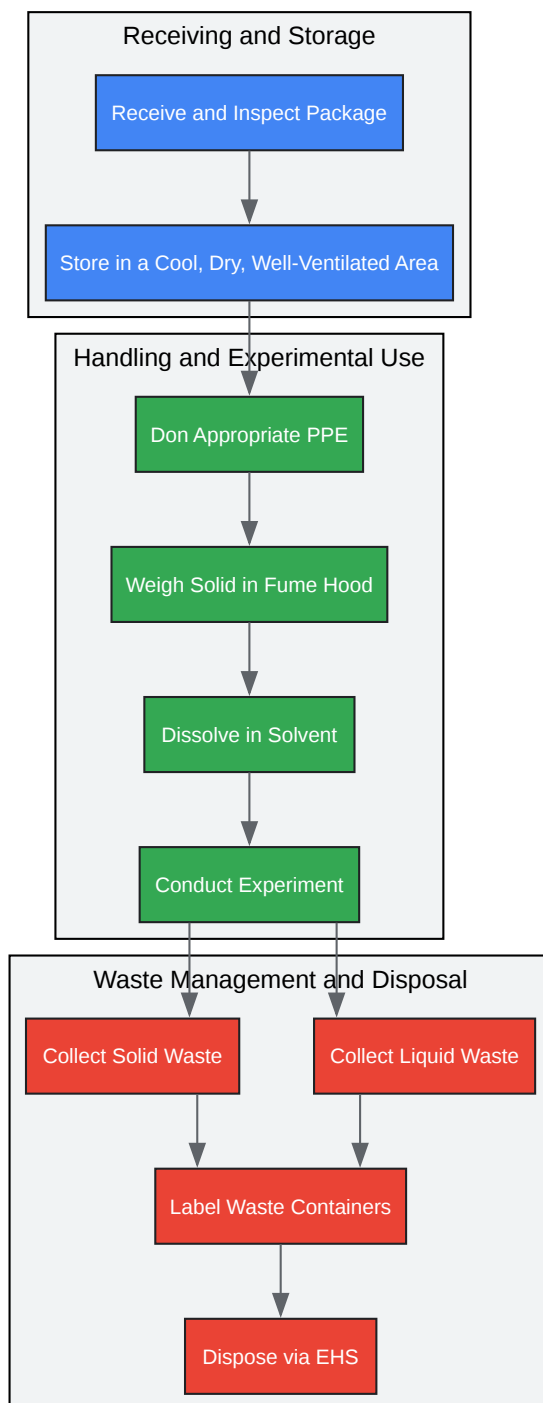 Receiving and Storage
Receive and Inspect Package
Store in a Cool, Dry, Well-Ventilated Area
Handling and Experimental Use
Don Appropriate PPE
Weigh Solid in Fume Hood
Dissolve in Solvent
Conduct Experiment
Waste Management and Disposal
Collect Solid Waste
Collect Liquid Waste
Label Waste Containers
Dispose via EHS